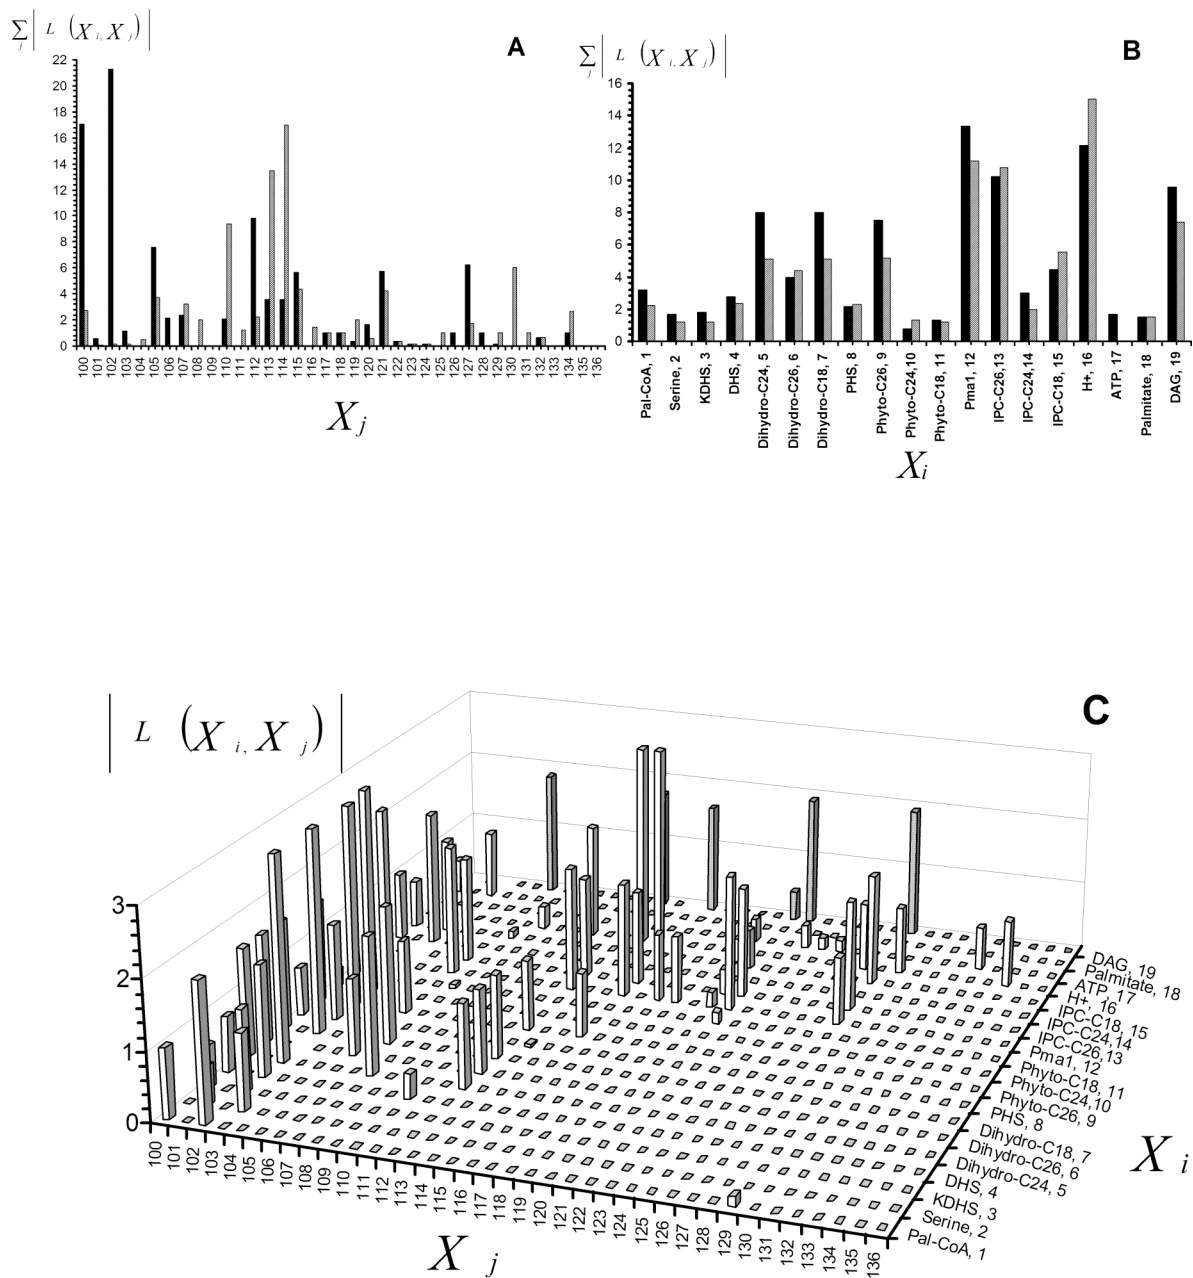 ∑ j | L (X i, X j) |
A
22
20
18
16
14
12
10
8
6
4
2
0
100 101 102 103 104 105 106 107 108 109 110 111 112 113 114 115 116 117 118 119 120 121 122 123 124 125 126 127 128 129 130 131 132 133 134 135 136
X j
∑ j | L (X i, X j) |
B
16
14
12
10
8
6
4
2
0
Pal-CoA, 1
Serine, 2
KDHS, 3
DHS, 4
Dihydro-C24, 5
Dihydro-C26, 6
Dihydro-C18, 7
PHS, 8
Phyto-C26, 9
Phyto-C24,10
Phyto-C18, 11
Pma1, 12
IPC-C26,13
IPC-C24,14
IPC-C18, 15
H+, 16
ATP, 17
Palmitate, 18
DAG, 19
X i
| L (X i, X j) |
C
3
2
1
0
100 101 102 103 104 105 106 107 108 109 110 111 112 113 114 115 116 117 118 119 120 121 122 123 124 125 126 127 128 129 130 131 132 133 134 135 136
X j
DAG, 19
Palmitate, 18
ATP, 17
H+, 16
IPC-C18, 15
IPC-C24,14
IPC-C26,13
Pma1, 12
Phyto-C18, 11
Phyto-C24,10
Phyto-C26, 9
PHS, 8
Dihydro-C18, 7
Dihydro-C26, 6
Dihydro-C24, 5
DHS, 4
KDHS, 3
Serine, 2
Pal-CoA, 1
X i